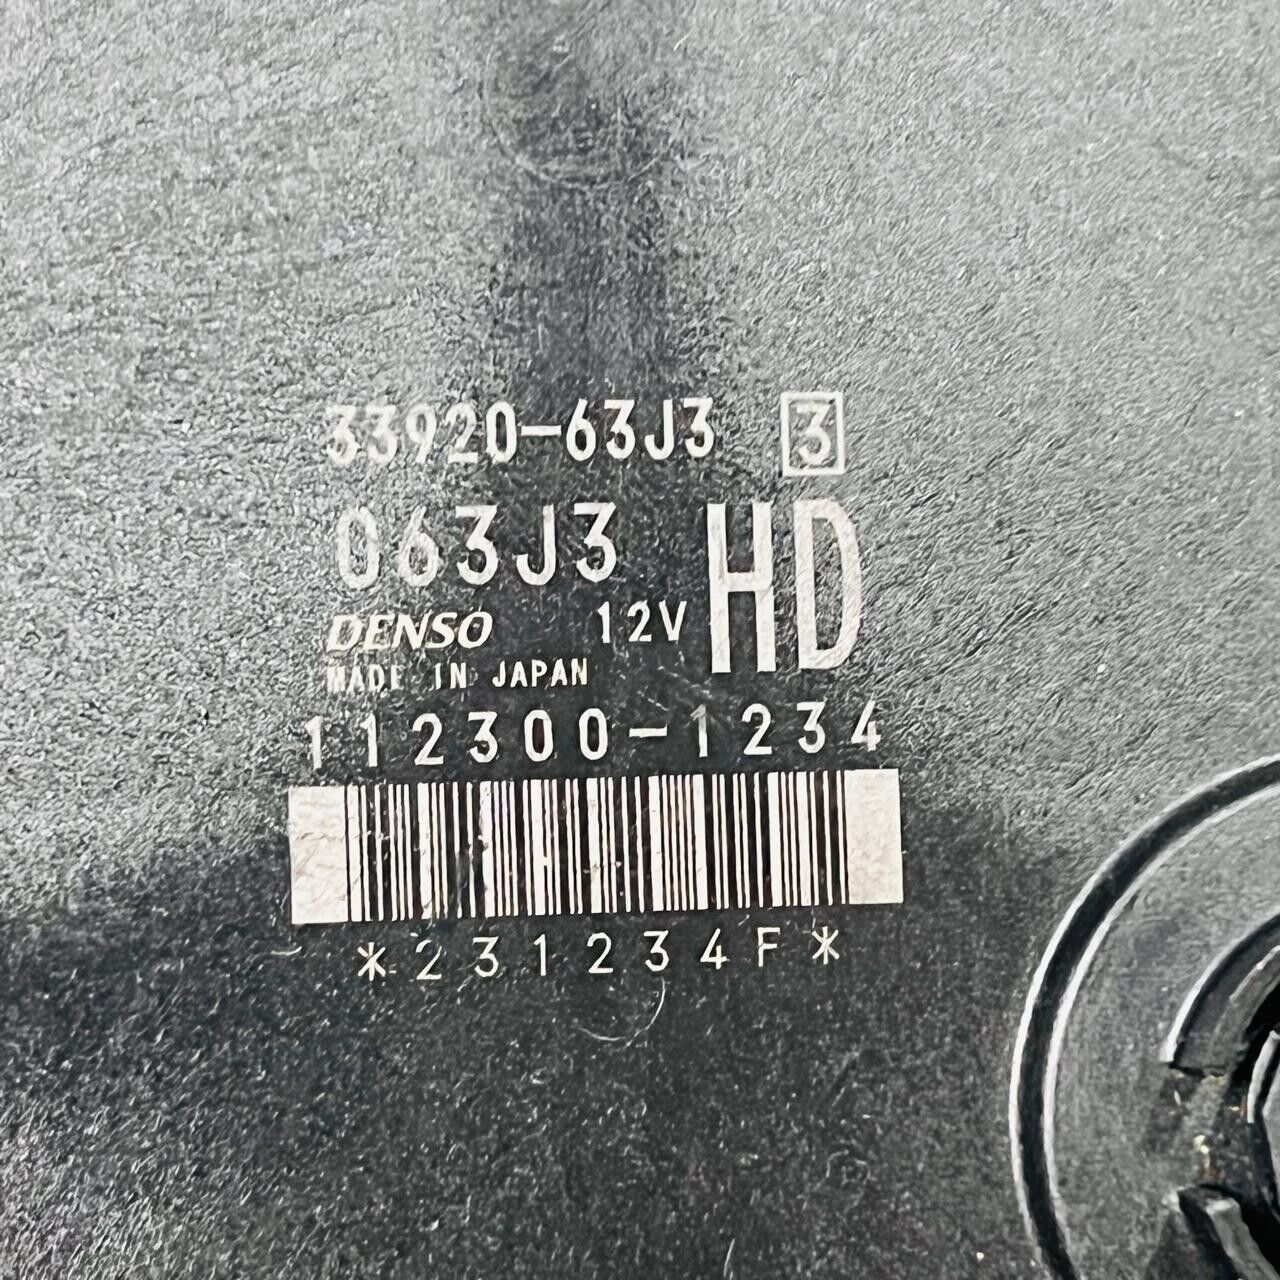 33920-63J3 3
063J3 HD
DENSO 12V
MADE IN JAPAN
112300-1234
*231234F*